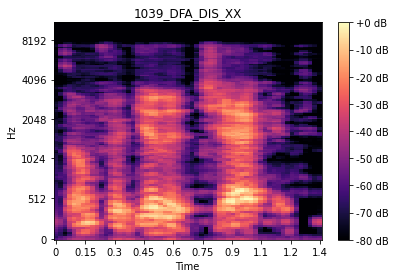 1039_DFA_DIS_XX
+0 dB
8192
-10 dB
4096
-20 dB
-30 dB
2048
Hz
-40 dB
1024
-50 dB
512
-60 dB
-70 dB
0
-80 dB
0 0.15 0.3 0.45 0.6 0.75 0.9 1.1 1.2 1.4
Time